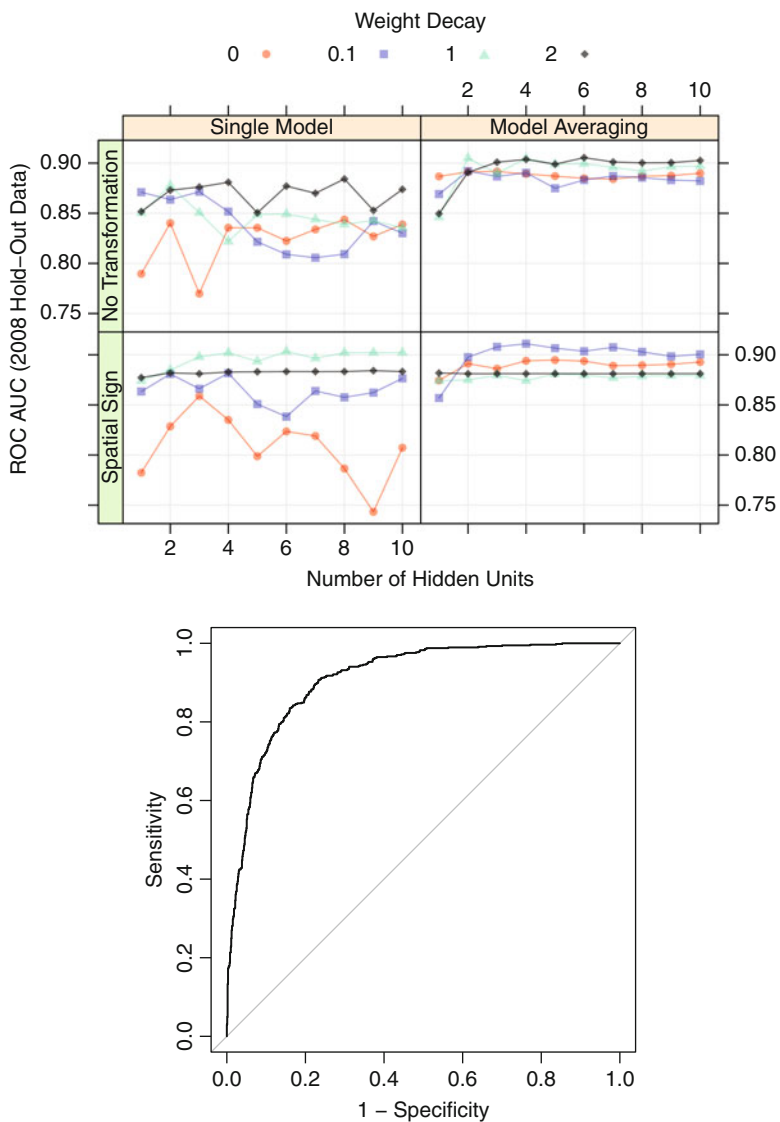 Weight Decay
0 0.1 1 2
2 4 6 8 10
Single Model Model Averaging
No Transformation
0.90
0.85
0.80
0.75
Spatial Sign
0.90
0.85
0.80
0.75
ROC AUC (2008 Hold–Out Data)
2 4 6 8 10
Number of Hidden Units
Sensitivity
1.0
0.8
0.6
0.4
0.2
0.0
0.0 0.2 0.4 0.6 0.8 1.0
1 – Specificity